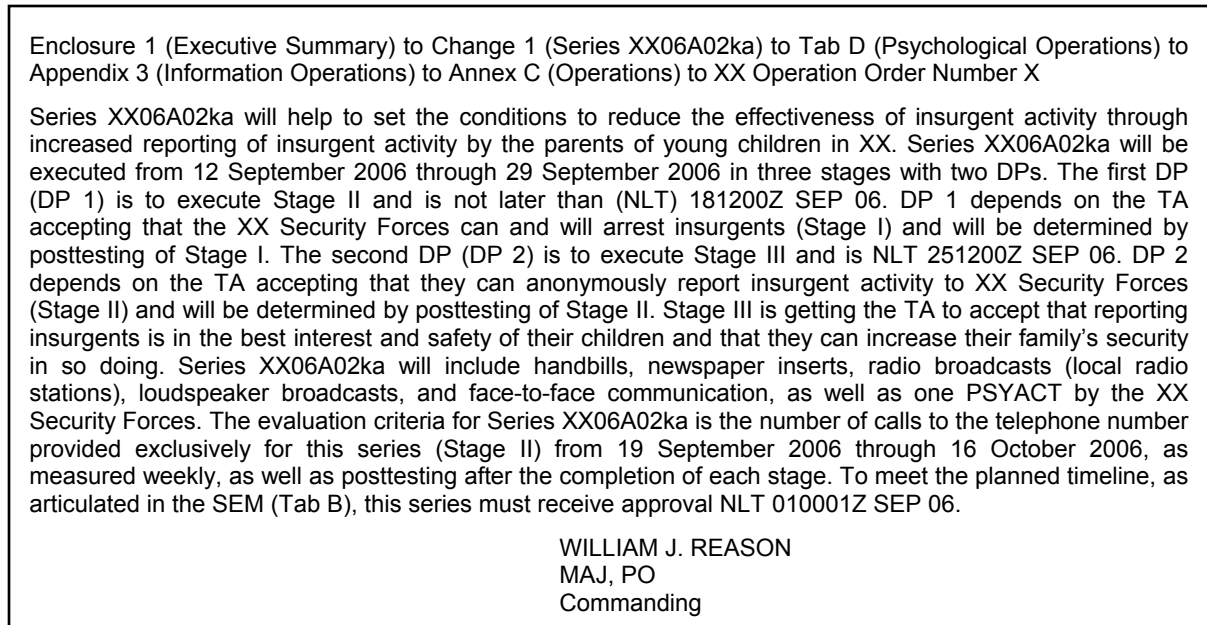 Enclosure 1 (Executive Summary) to Change 1 (Series XX06A02ka) to Tab D (Psychological Operations) to
Appendix 3 (Information Operations) to Annex C (Operations) to XX Operation Order Number X
Series XX06A02ka will help to set the conditions to reduce the effectiveness of insurgent activity through
increased reporting of insurgent activity by the parents of young children in XX. Series XX06A02ka will be
executed from 12 September 2006 through 29 September 2006 in three stages with two DPs. The first DP
(DP 1) is to execute Stage II and is not later than (NLT) 181200Z SEP 06. DP 1 depends on the TA
accepting that the XX Security Forces can and will arrest insurgents (Stage I) and will be determined by
posttesting of Stage I. The second DP (DP 2) is to execute Stage III and is NLT 251200Z SEP 06. DP 2
depends on the TA accepting that they can anonymously report insurgent activity to XX Security Forces
(Stage II) and will be determined by posttesting of Stage II. Stage III is getting the TA to accept that reporting
insurgents is in the best interest and safety of their children and that they can increase their family's security
in so doing. Series XX06A02ka will include handbills, newspaper inserts, radio broadcasts (local radio
stations), loudspeaker broadcasts, and face-to-face communication, as well as one PSYACT by the XX
Security Forces. The evaluation criteria for Series XX06A02ka is the number of calls to the telephone number
provided exclusively for this series (Stage II) from 19 September 2006 through 16 October 2006, as
measured weekly, as well as posttesting after the completion of each stage. To meet the planned timeline, as
articulated in the SEM (Tab B), this series must receive approval NLT 010001Z SEP 06.
WILLIAM J. REASON
MAJ, PO
Commanding